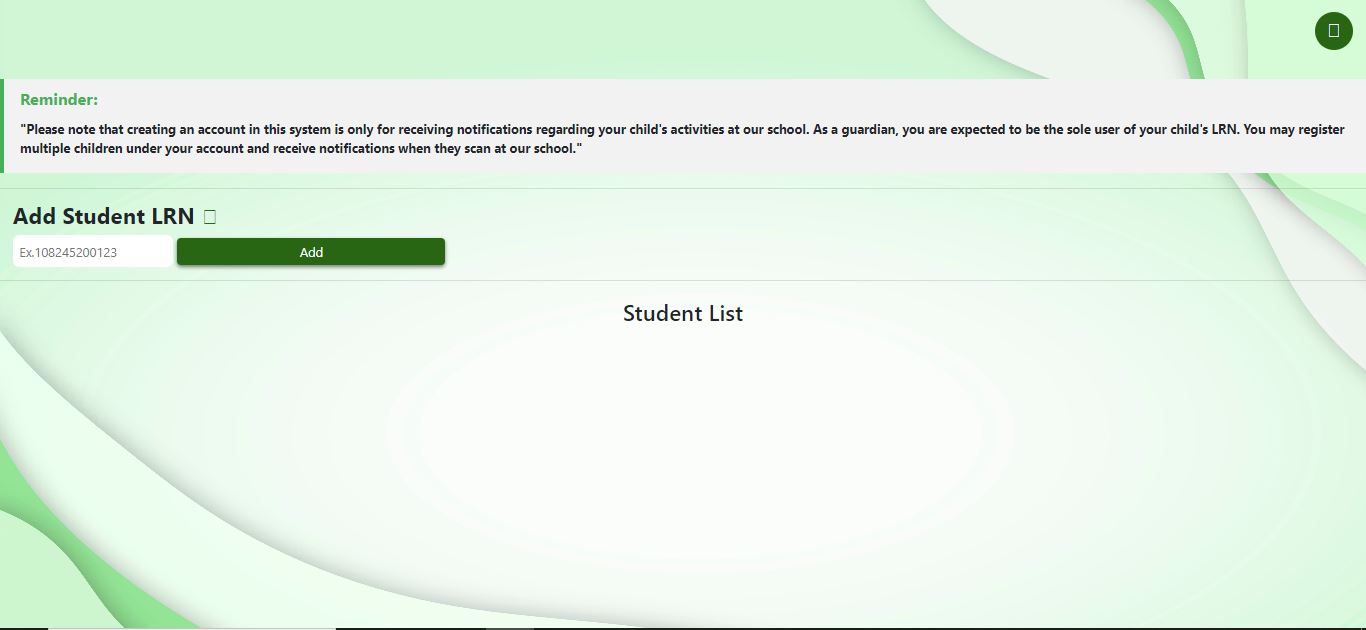 Reminder:
"Please note that creating an account in this system is only for receiving notifications regarding your child's activities at our school. As a guardian, you are expected to be the sole user of your child's LRN. You may register
multiple children under your account and receive notifications when they scan at our school."
Add Student LRN
Ex.108245200123
Add
Student List